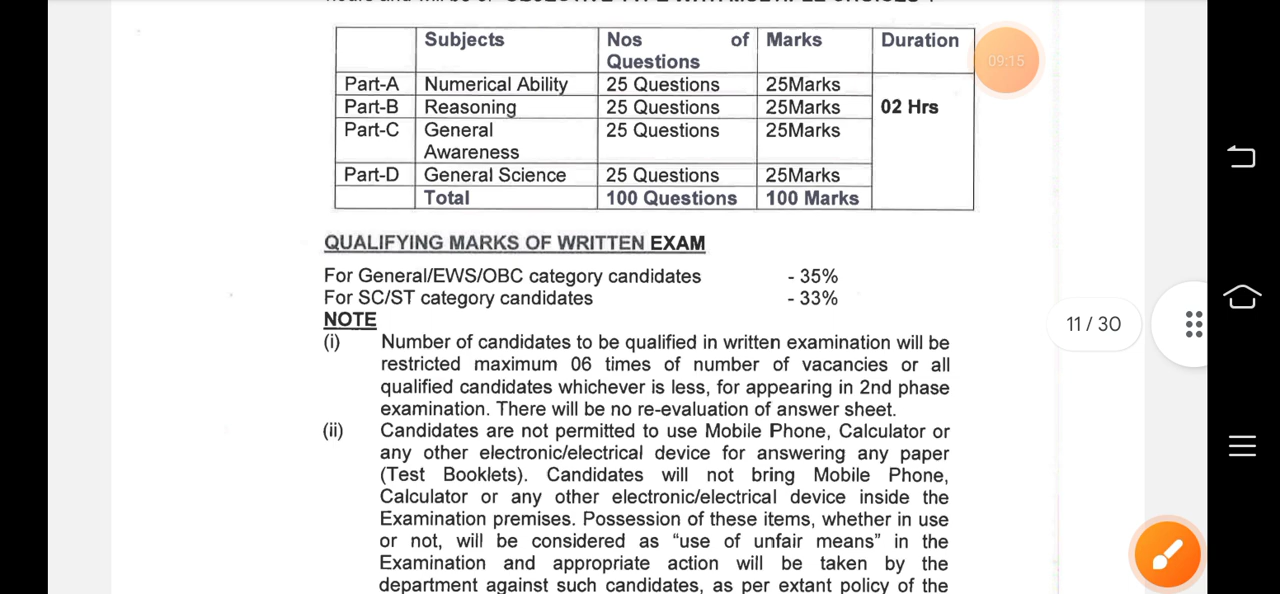 Subjects Nos of Questions Marks Duration
Part-A Numerical Ability 25 Questions 25Marks 02 Hrs
Part-B Reasoning 25 Questions 25Marks
Part-C General Awareness 25 Questions 25Marks
Part-D General Science 25 Questions 25Marks
Total 100 Questions 100 Marks
09:15
QUALIFYING MARKS OF WRITTEN EXAM
For General/EWS/OBC category candidates - 35%
For SC/ST category candidates - 33%
NOTE
11 / 30
(i) Number of candidates to be qualified in written examination will be
restricted maximum 06 times of number of vacancies or all
qualified candidates whichever is less, for appearing in 2nd phase
examination. There will be no re-evaluation of answer sheet.
(ii) Candidates are not permitted to use Mobile Phone, Calculator or
any other electronic/electrical device for answering any paper
(Test Booklets). Candidates will not bring Mobile Phone,
Calculator or any other electronic/electrical device inside the
Examination premises. Possession of these items, whether in use
or not, will be considered as “use of unfair means” in the
Examination and appropriate action will be taken by the
department against such candidates, as per extant policy of the